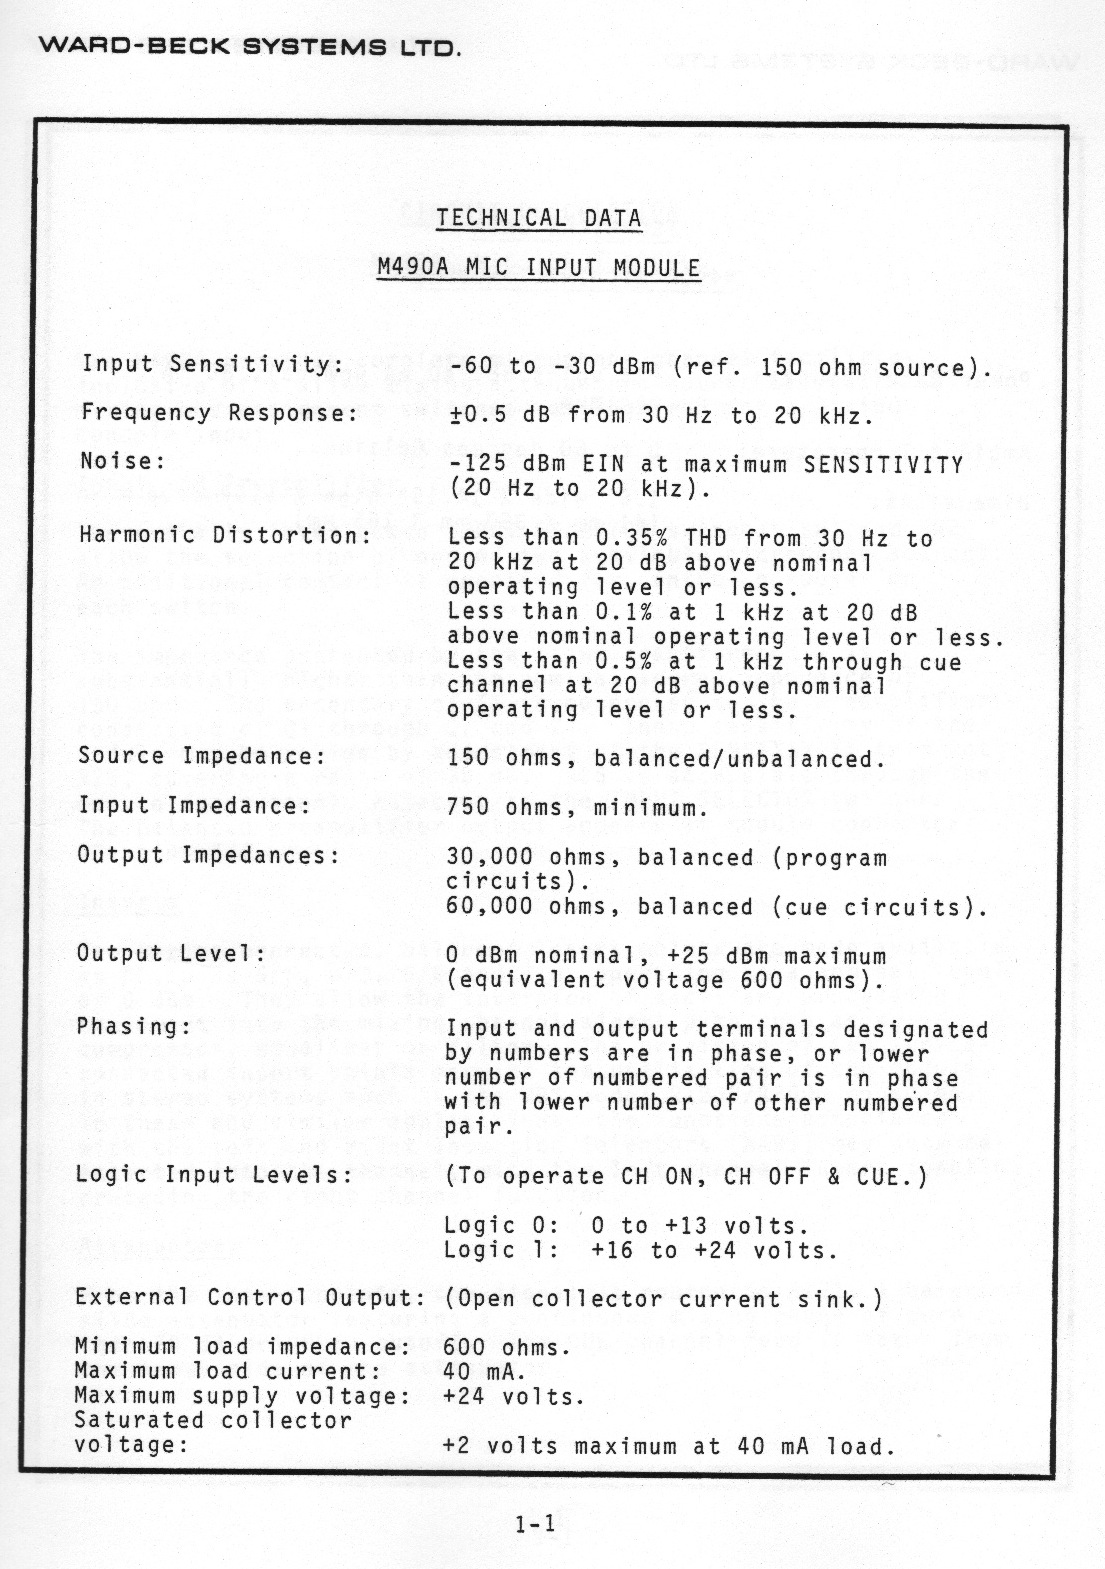 WARD-BECK SYSTEMS LTD.
TECHNICAL DATA
M490A MIC INPUT MODULE
Input Sensitivity: -60 to -30 dBm (ref. 150 ohm source).
Frequency Response: ±0.5 dB from 30 Hz to 20 kHz.
Noise: -125 dBm EIN at maximum SENSITIVITY
(20 Hz to 20 kHz).
Harmonic Distortion: Less than 0.35% THD from 30 Hz to
20 kHz at 20 dB above nominal
operating level or less.
Less than 0.1% at 1 kHz at 20 dB
above nominal operating level or less.
Less than 0.5% at 1 kHz through cue
channel at 20 dB above nominal
operating level or less.
Source Impedance: 150 ohms, balanced/unbalanced.
Input Impedance: 750 ohms, minimum.
Output Impedances: 30,000 ohms, balanced (program
circuits).
60,000 ohms, balanced (cue circuits).
Output Level: 0 dBm nominal, +25 dBm maximum
(equivalent voltage 600 ohms).
Phasing: Input and output terminals designated
by numbers are in phase, or lower
number of numbered pair is in phase
with lower number of other numbered
pair.
Logic Input Levels: (To operate CH ON, CH OFF & CUE.)
Logic 0: 0 to +13 volts.
Logic 1: +16 to +24 volts.
External Control Output: (Open collector current sink.)
Minimum load impedance: 600 ohms.
Maximum load current: 40 mA.
Maximum supply voltage: +24 volts.
Saturated collector
voltage: +2 volts maximum at 40 mA load.
1-1